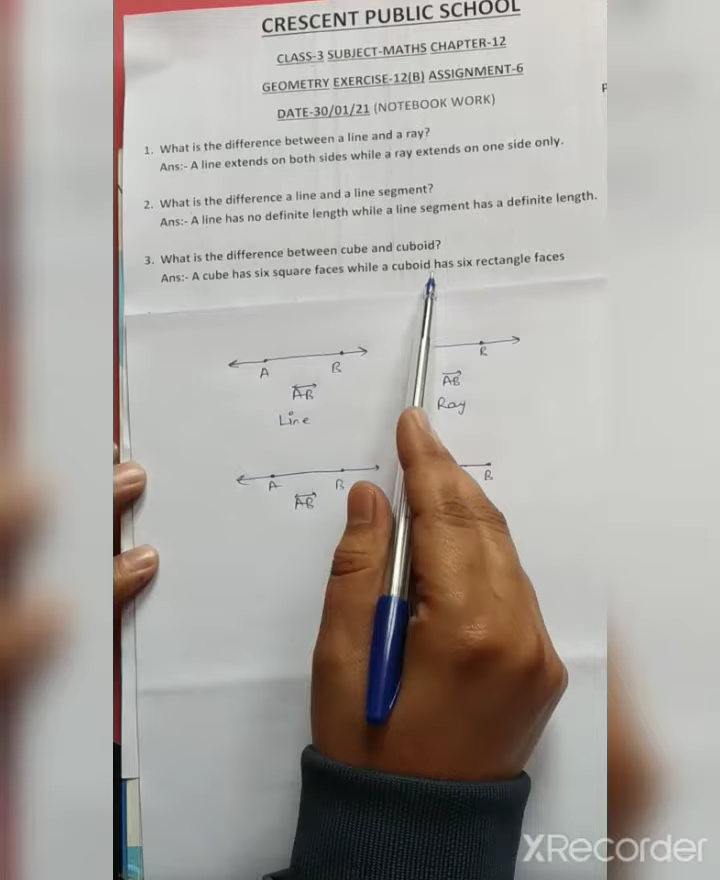 CRESCENT PUBLIC SCHOOL
CLASS-3 SUBJECT-MATHS CHAPTER-12
GEOMETRY EXERCISE-12(B) ASSIGNMENT-6
DATE-30/01/21 (NOTEBOOK WORK)
1. What is the difference between a line and a ray?
Ans:- A line extends on both sides while a ray extends on one side only.
2. What is the difference a line and a line segment?
Ans:- A line has no definite length while a line segment has a definite length.
3. What is the difference between cube and cuboid?
Ans:- A cube has six square faces while a cuboid has six rectangle faces
A B
B
AB
AB
Line
Ray
A B
B
AB
XRecorder